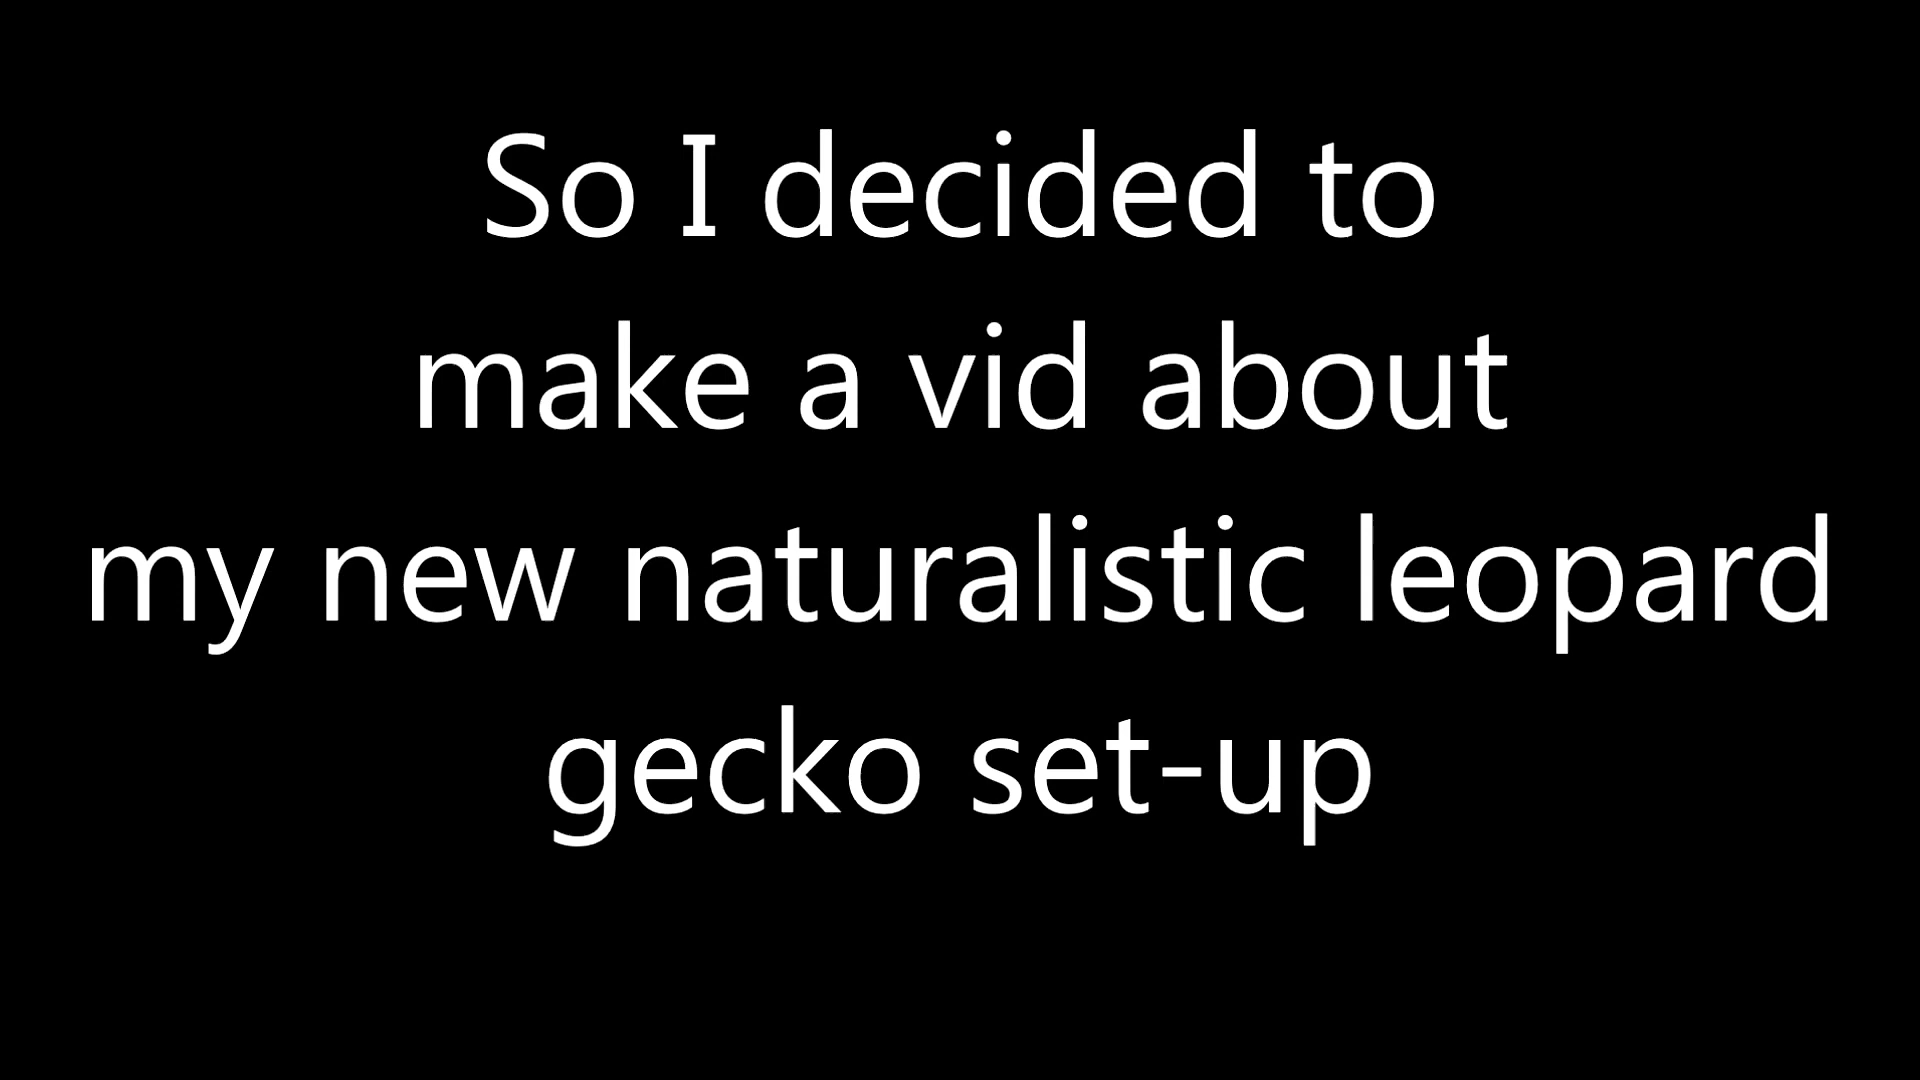 So I decided to
make a vid about
my new naturalistic leopard
gecko set-up